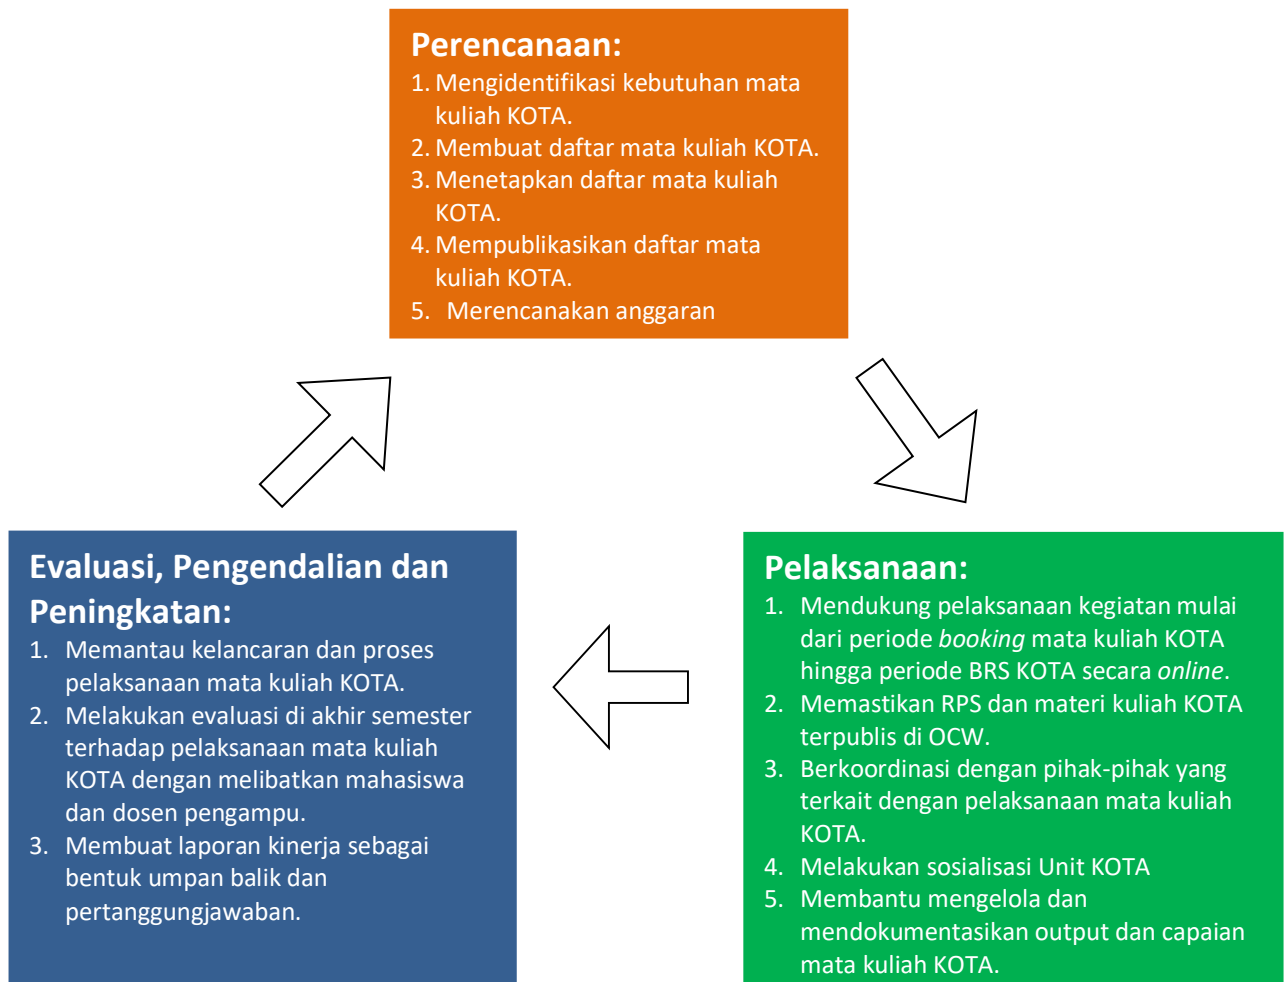 Perencanaan:
1. Mengidentifikasi kebutuhan mata
kuliah KOTA.
2. Membuat daftar mata kuliah KOTA.
3. Menetapkan daftar mata kuliah
KOTA.
4. Mempublikasikan daftar mata
kuliah KOTA.
5. Merencanakan anggaran
Evaluasi, Pengendalian dan
Peningkatan:
1. Memantau kelancaran dan proses
pelaksanaan mata kuliah KOTA.
2. Melakukan evaluasi di akhir semester
terhadap pelaksanaan mata kuliah
KOTA dengan melibatkan mahasiswa
dan dosen pengampu.
3. Membuat laporan kinerja sebagai
bentuk umpan balik dan
pertanggungjawaban.
Pelaksanaan:
1. Mendukung pelaksanaan kegiatan mulai
dari periode booking mata kuliah KOTA
hingga periode BRS KOTA secara online.
2. Memastikan RPS dan materi kuliah KOTA
terpublis di OCW.
3. Berkoordinasi dengan pihak-pihak yang
terkait dengan pelaksanaan mata kuliah
KOTA.
4. Melakukan sosialisasi Unit KOTA
5. Membantu mengelola dan
mendokumentasikan output dan capaian
mata kuliah KOTA.